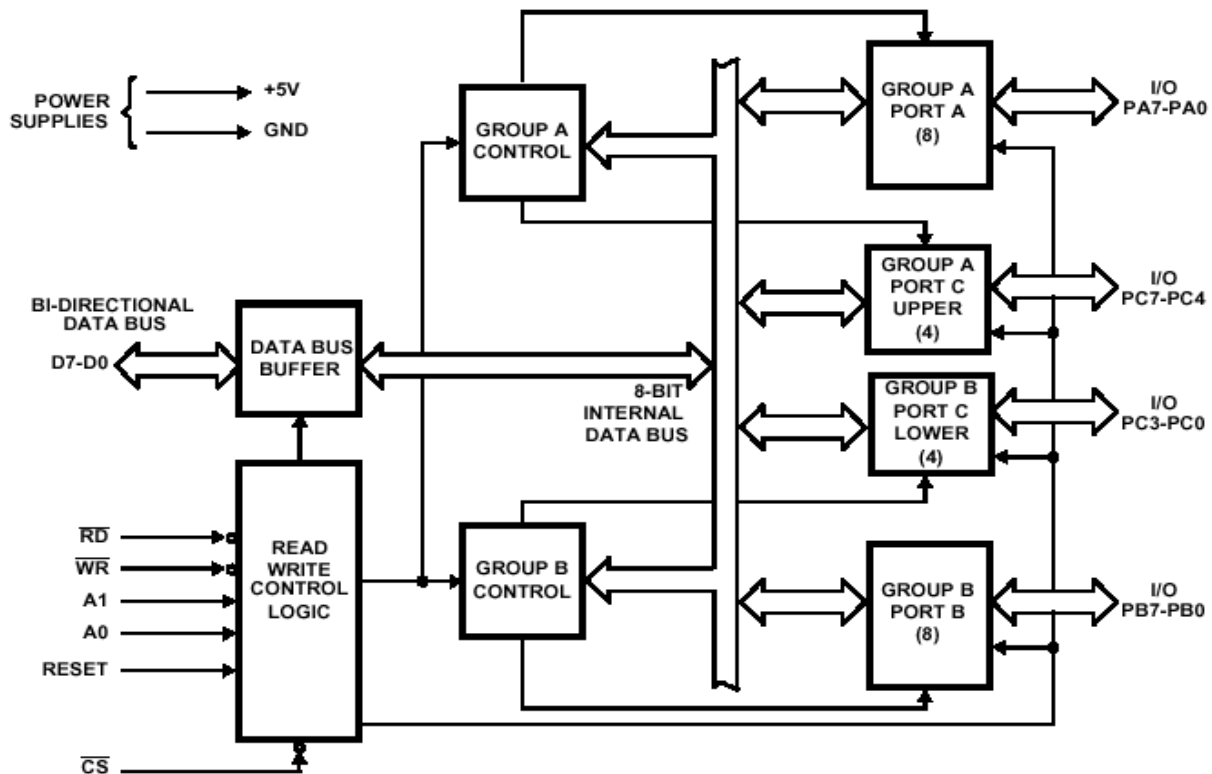 POWER
SUPPLIES
+5V
GND
GROUP A
CONTROL
GROUP A
PORT A
(8)
I/O
PA7-PA0
GROUP A
PORT C
UPPER
(4)
I/O
PC7-PC4
BI-DIRECTIONAL
DATA BUS
D7-D0
DATA BUS
BUFFER
8-BIT
INTERNAL
DATA BUS
GROUP B
PORT C
LOWER
(4)
I/O
PC3-PC0
RD
WR
A1
A0
RESET
CS
READ
WRITE
CONTROL
LOGIC
GROUP B
CONTROL
GROUP B
PORT B
(8)
I/O
PB7-PB0